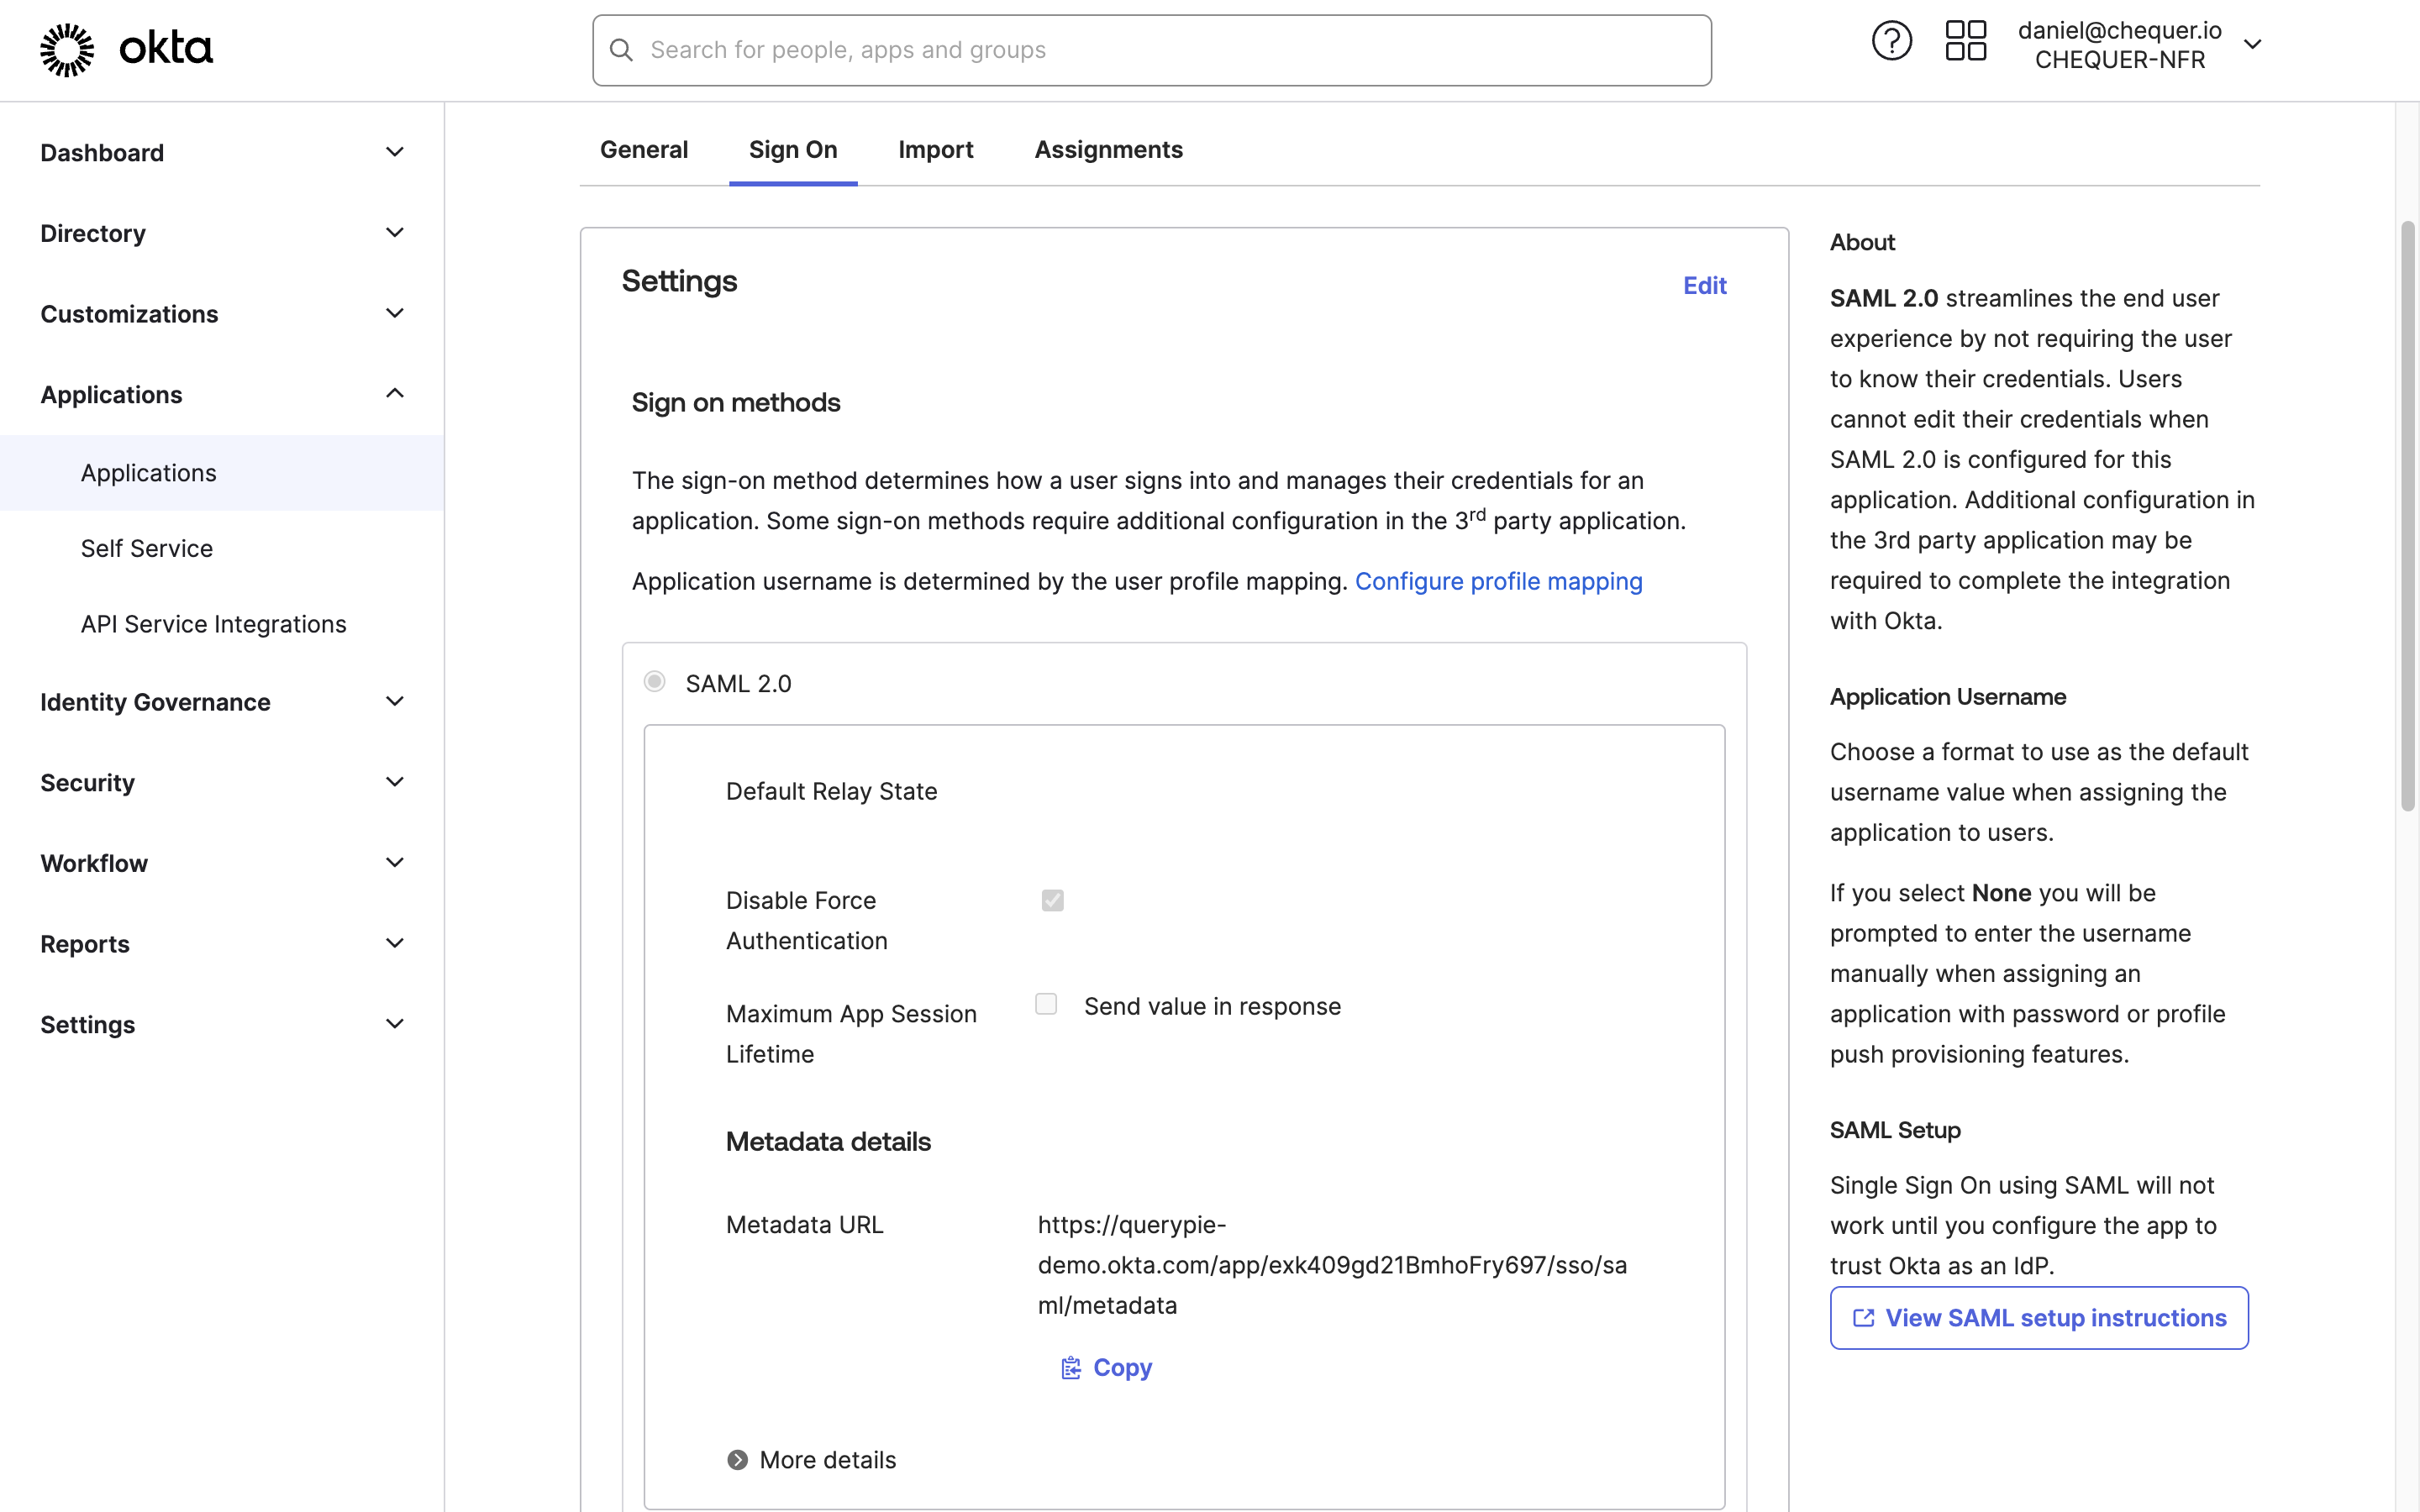 okta
Search for people, apps and groups
daniel@chequer.io
CHEQUER-NFR
Dashboard
Directory
Customizations
Applications
Applications
Self Service
API Service Integrations
Identity Governance
Security
Workflow
Reports
Settings
General
Sign On
Import
Assignments
Settings
Edit
Sign on methods
The sign-on method determines how a user signs into and manages their credentials for an
application. Some sign-on methods require additional configuration in the 3rd party application.
Application username is determined by the user profile mapping. Configure profile mapping
SAML 2.0
Default Relay State
Disable Force
Authentication
Maximum App Session
Lifetime
Send value in response
Metadata details
Metadata URL
https://querypie-
demo.okta.com/app/exk409gd21BmhoFry697/sso/sa
ml/metadata
Copy
More details
About
SAML 2.0 streamlines the end user
experience by not requiring the user
to know their credentials. Users
cannot edit their credentials when
SAML 2.0 is configured for this
application. Additional configuration in
the 3rd party application may be
required to complete the integration
with Okta.
Application Username
Choose a format to use as the default
username value when assigning the
application to users.
If you select None you will be
prompted to enter the username
manually when assigning an
application with password or profile
push provisioning features.
SAML Setup
Single Sign On using SAML will not
work until you configure the app to
trust Okta as an IdP.
View SAML setup instructions